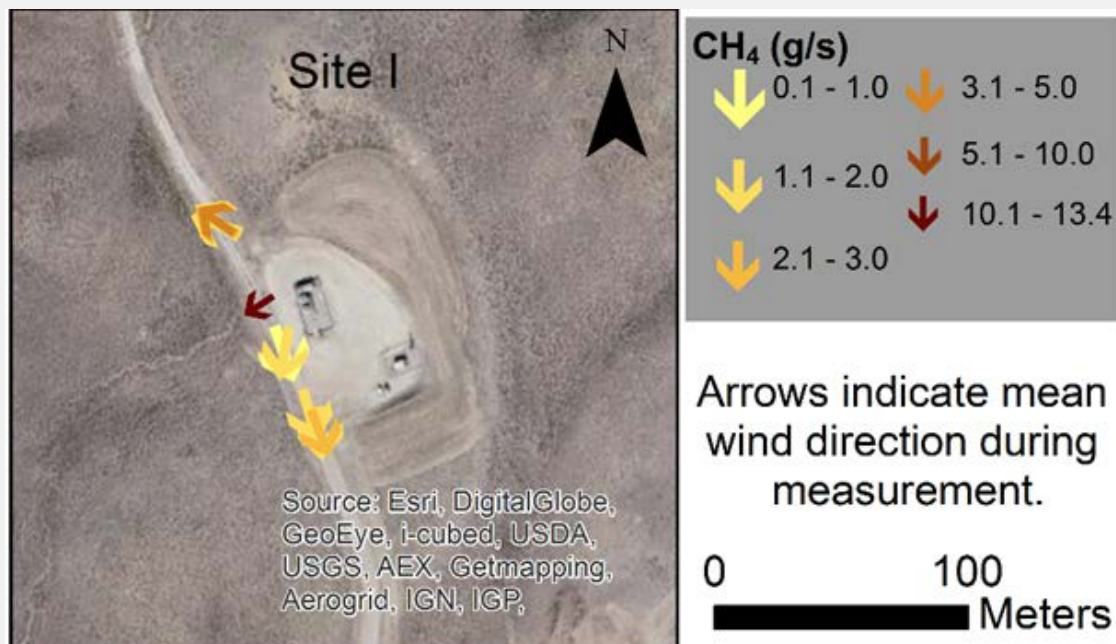 Site I
N
Source: Esri, DigitalGlobe,
GeoEye, i-cubed, USDA,
USGS, AEX, Getmapping,
Aerogrid, IGN, IGP,
CH₄ (g/s)
0.1 - 1.0
1.1 - 2.0
2.1 - 3.0
3.1 - 5.0
5.1 - 10.0
10.1 - 13.4
Arrows indicate mean
wind direction during
measurement.
0 100
Meters